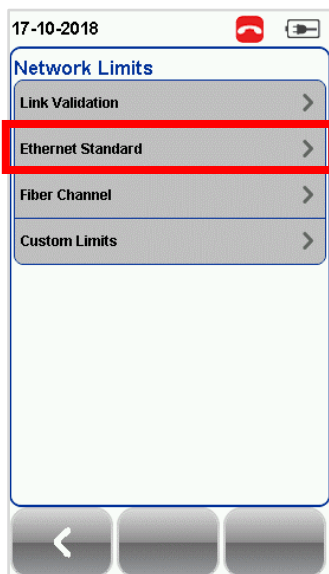 17-10-2018
Network Limits
Link Validation
Ethernet Standard
Fiber Channel
Custom Limits